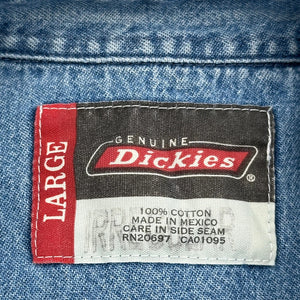 LARGE
GENUINE
Dickies
®
100% COTTON
MADE IN MEXICO
CARE IN SIDE SEAM
RN20697 CA01095